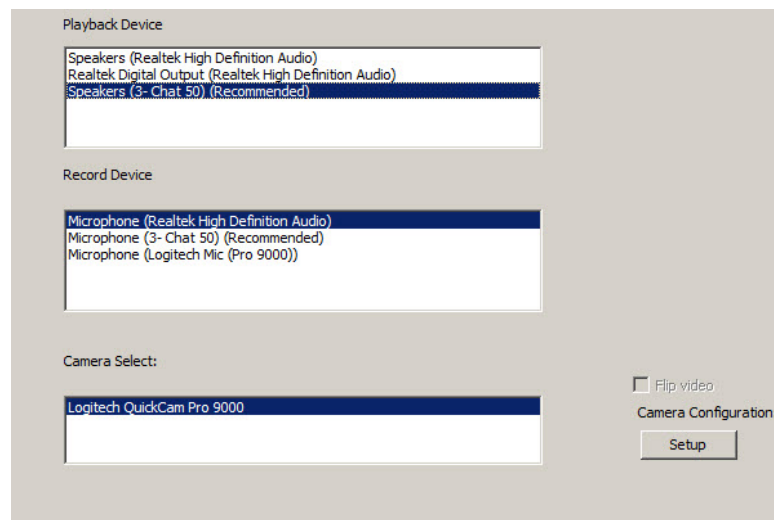 Playback Device
Speakers (Realtek High Definition Audio)
Realtek Digital Output (Realtek High Definition Audio)
Speakers (3- Chat 50) (Recommended)
Record Device
Microphone (Realtek High Definition Audio)
Microphone (3- Chat 50) (Recommended)
Microphone (Logitech Mic (Pro 9000))
Camera Select:
Logitech QuickCam Pro 9000
Flip video
Camera Configuration
Setup